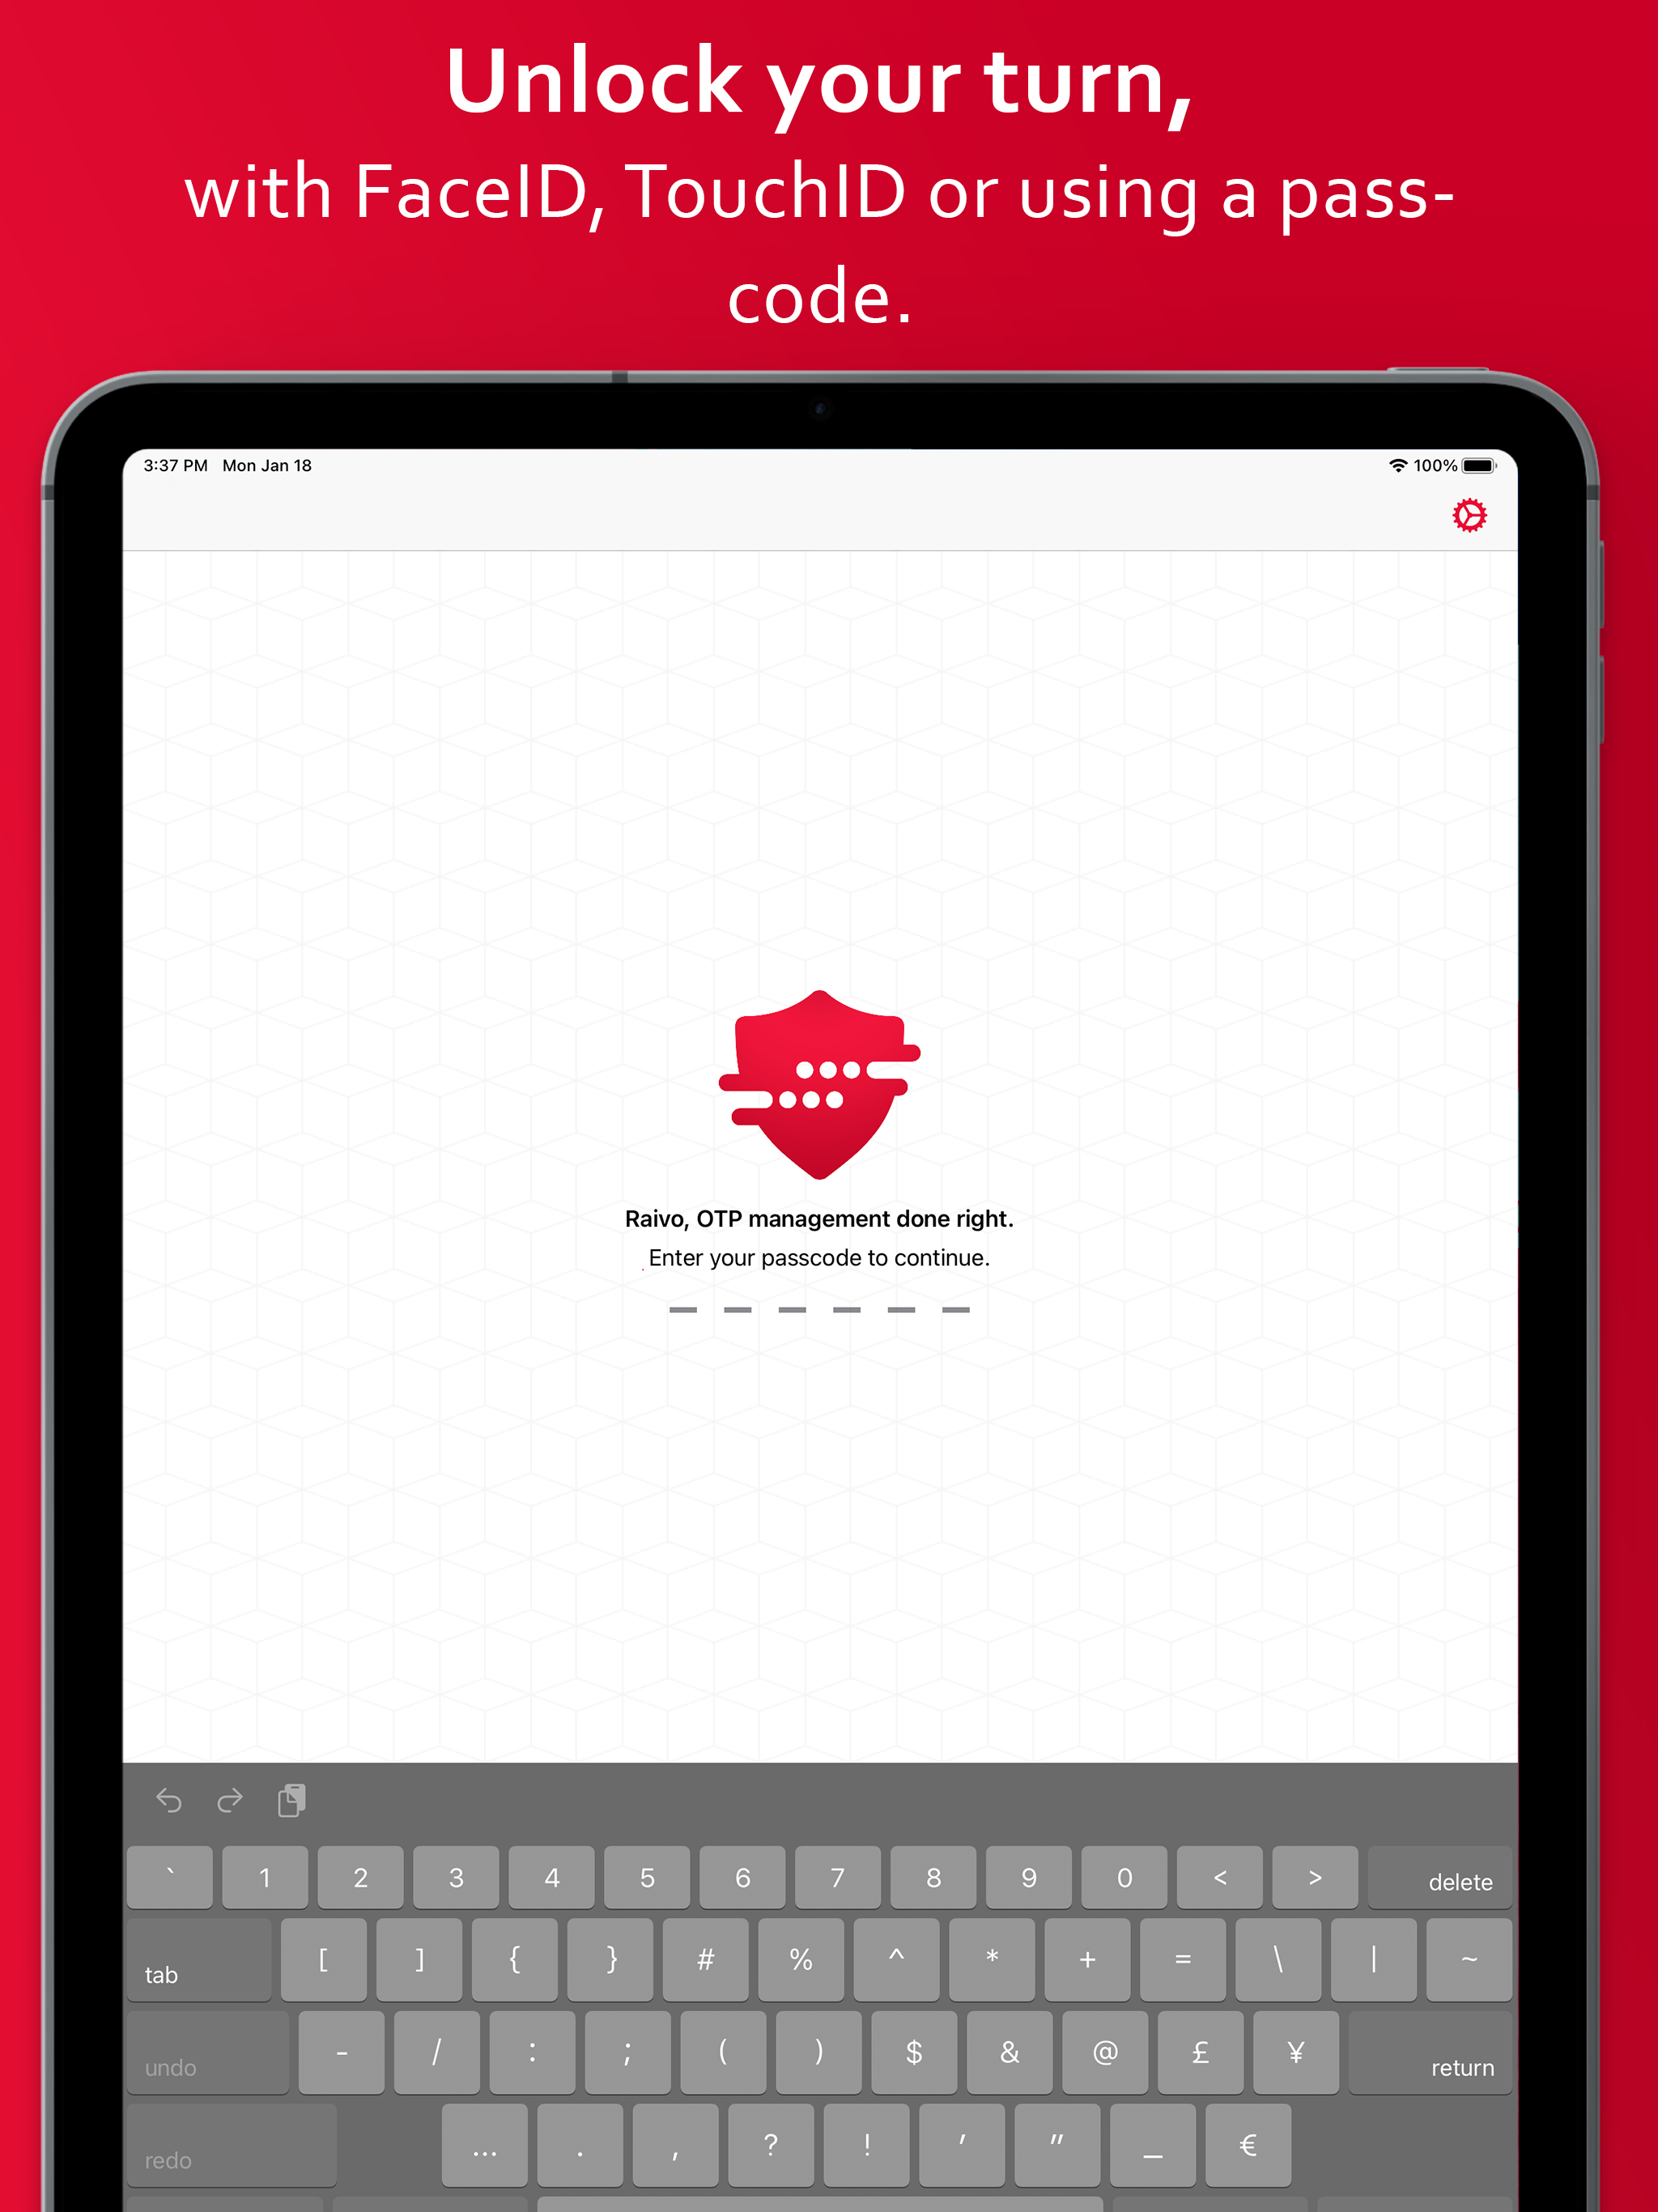 Unlock your turn,
with FaceID, TouchID or using a pass-
code.
3:37 PM Mon Jan 18 100%
Raivo, OTP management done right.
Enter your passcode to continue.
` 1 2 3 4 5 6 7 8 9 0 < > delete
tab [ ] { } # % ^ * + = \ | ~
undo - / : ; ( ) $ & @ £ ¥ return
redo … . , ? ! ' " _ €